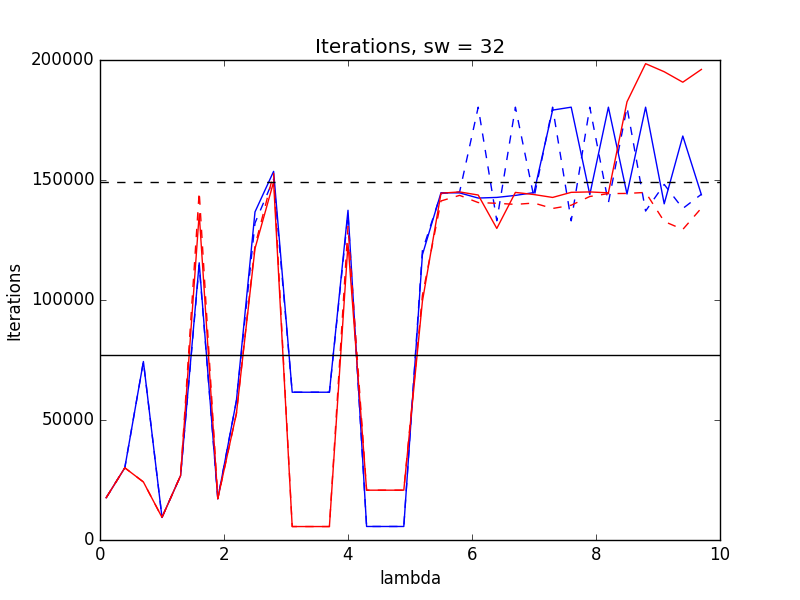 Iterations, sw = 32
200000
150000
100000
50000
0
Iterations
0 2 4 6 8 10
lambda